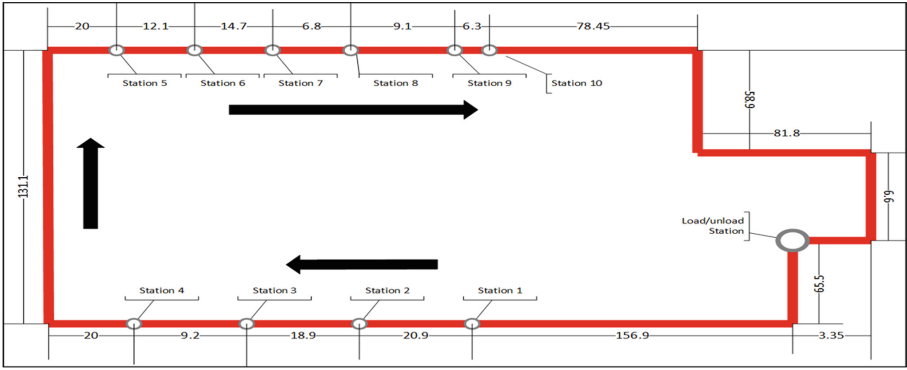 20 12.1 14.7 6.8 9.1 6.3 78.45
Station 5 Station 6 Station 7 Station 8 Station 9 Station 10
58.9
81.8
131.1
6.6
Load/unload
Station
65.5
Station 4 Station 3 Station 2 Station 1
20 9.2 18.9 20.9 156.9 3.35